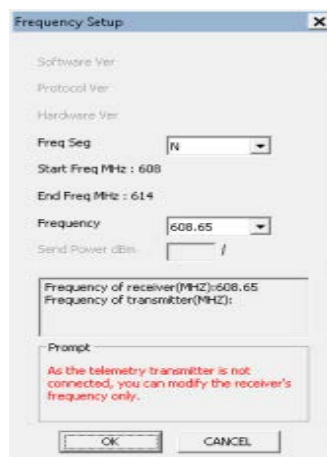 Frequency Setup
Software Ver
Protocol Ver
Hardware Ver
Freq Seg N
Start Freq MHz : 608
End Freq MHz : 614
Frequency 608.65
Send Power dBm /
Frequency of receiver(MHZ):608.65
Frequency of transmitter(MHZ):
Prompt
As the telemetry transmitter is not
connected, you can modify the receiver's
frequency only.
OK CANCEL